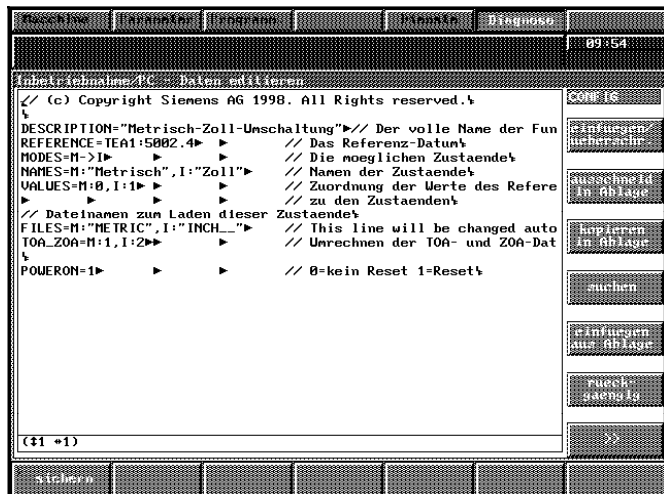 Maschine Parameter Programm Dienste Diagnose
09:54
Inbetriebnahme/PC - Daten editieren
// (c) Copyright Siemens AG 1998. All Rights reserved.
CONFIG
DESCRIPTION="Metrisch-Zoll-Umschaltung"▶// Der volle Name der Fun
REFERENCE=TEA1:5002.4▶ ▶ // Das Referenz-Datum
MODES=M->I▶ ▶ ▶ // Die moeglichen Zustaende
NAMES=M:"Metrisch",I:"Zoll"▶ // Namen der Zustaende
VALUES=M:0,I:1▶ ▶ ▶ // Zuordnung der Werte des Refere
▶ ▶ ▶ ▶ // zu den Zustaenden
// Dateinamen zum Laden dieser Zustaende
FILES=M:"METRIC",I:"INCH__"▶ // This line will be changed auto
TOA_ZOA=M:1,I:2▶▶ ▶ // Umrechnen der TOA- und ZOA-Dat
POWERON=1▶ ▶ ▶ // 0=kein Reset 1=Reset
einfuegen/
ueberschr.
ausschneid
in Ablage
kopieren
in Ablage
suchen
einfuegen
aus Ablage
rueck-
gaengig
>>
(‡1 ↔1)
sichern